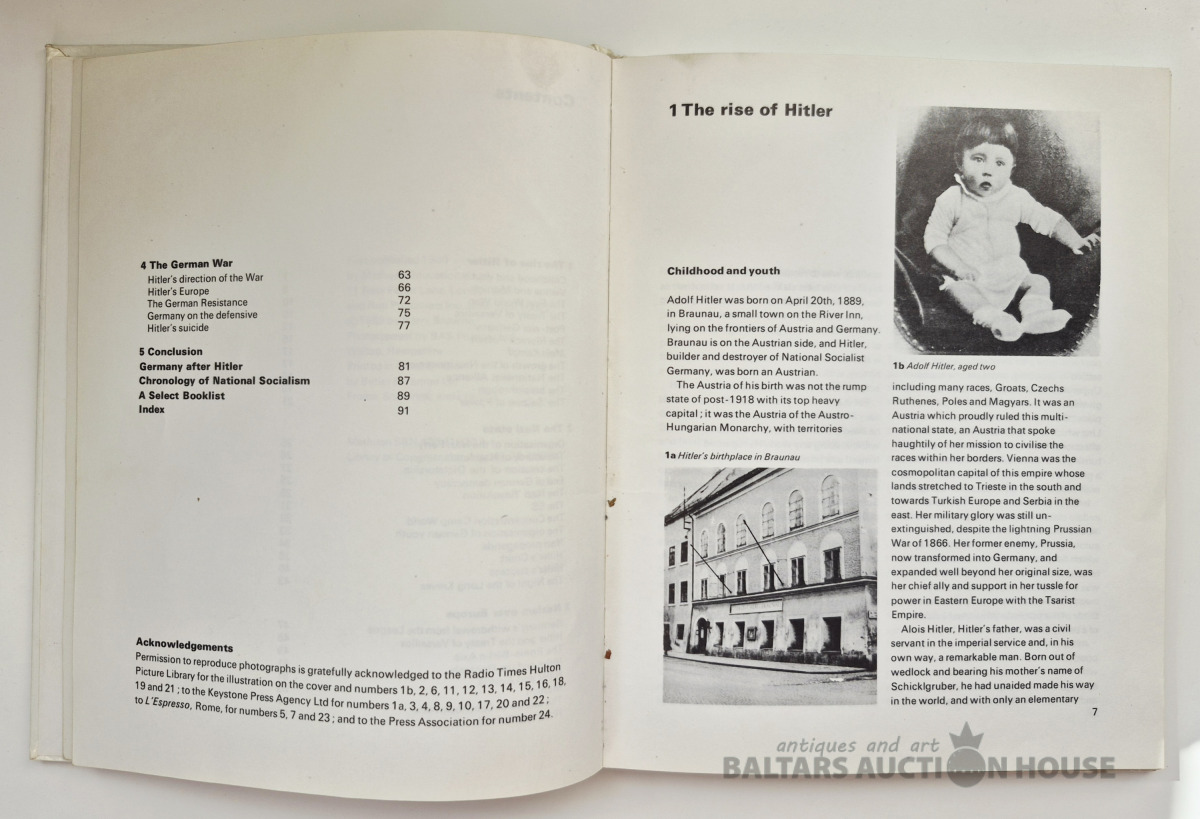 4 The German War
Hitler's direction of the War 63
Hitler's Europe 66
The German Resistance 72
Germany on the defensive 75
Hitler's suicide 77
5 Conclusion
Germany after Hitler 81
Chronology of National Socialism 87
A Select Booklist 89
Index 91
Acknowledgements
Permission to reproduce photographs is gratefully acknowledged to the Radio Times Hulton
Picture Library for the illustration on the cover and numbers 1b, 2, 6, 11, 12, 13, 14, 15, 16, 18,
19 and 21 ; to the Keystone Press Agency Ltd for numbers 1a, 3, 4, 8, 9, 10, 17, 20 and 22 ;
to L'Espresso, Rome, for numbers 5, 7 and 23 ; and to the Press Association for number 24.
1 The rise of Hitler
Childhood and youth
Adolf Hitler was born on April 20th, 1889,
in Braunau, a small town on the River Inn,
lying on the frontiers of Austria and Germany.
Braunau is on the Austrian side, and Hitler,
builder and destroyer of National Socialist
Germany, was born an Austrian.
The Austria of his birth was not the rump
state of post-1918 with its top heavy
capital ; it was the Austria of the Austro-
Hungarian Monarchy, with territories
1a Hitler's birthplace in Braunau
1b Adolf Hitler, aged two
including many races, Groats, Czechs
Ruthenes, Poles and Magyars. It was an
Austria which proudly ruled this multi-
national state, an Austria that spoke
haughtily of her mission to civilise the
races within her borders. Vienna was the
cosmopolitan capital of this empire whose
lands stretched to Trieste in the south and
towards Turkish Europe and Serbia in the
east. Her military glory was still un-
extinguished, despite the lightning Prussian
War of 1866. Her former enemy, Prussia,
now transformed into Germany, and
expanded well beyond her original size, was
her chief ally and support in her tussle for
power in Eastern Europe with the Tsarist
Empire.
Alois Hitler, Hitler's father, was a civil
servant in the imperial service and, in his
own way, a remarkable man. Born out of
wedlock and bearing his mother's name of
Schicklgruber, he had unaided made his way
in the world, and with only an elementary
7
antiques and art
BALTARS AUCTION HOUSE